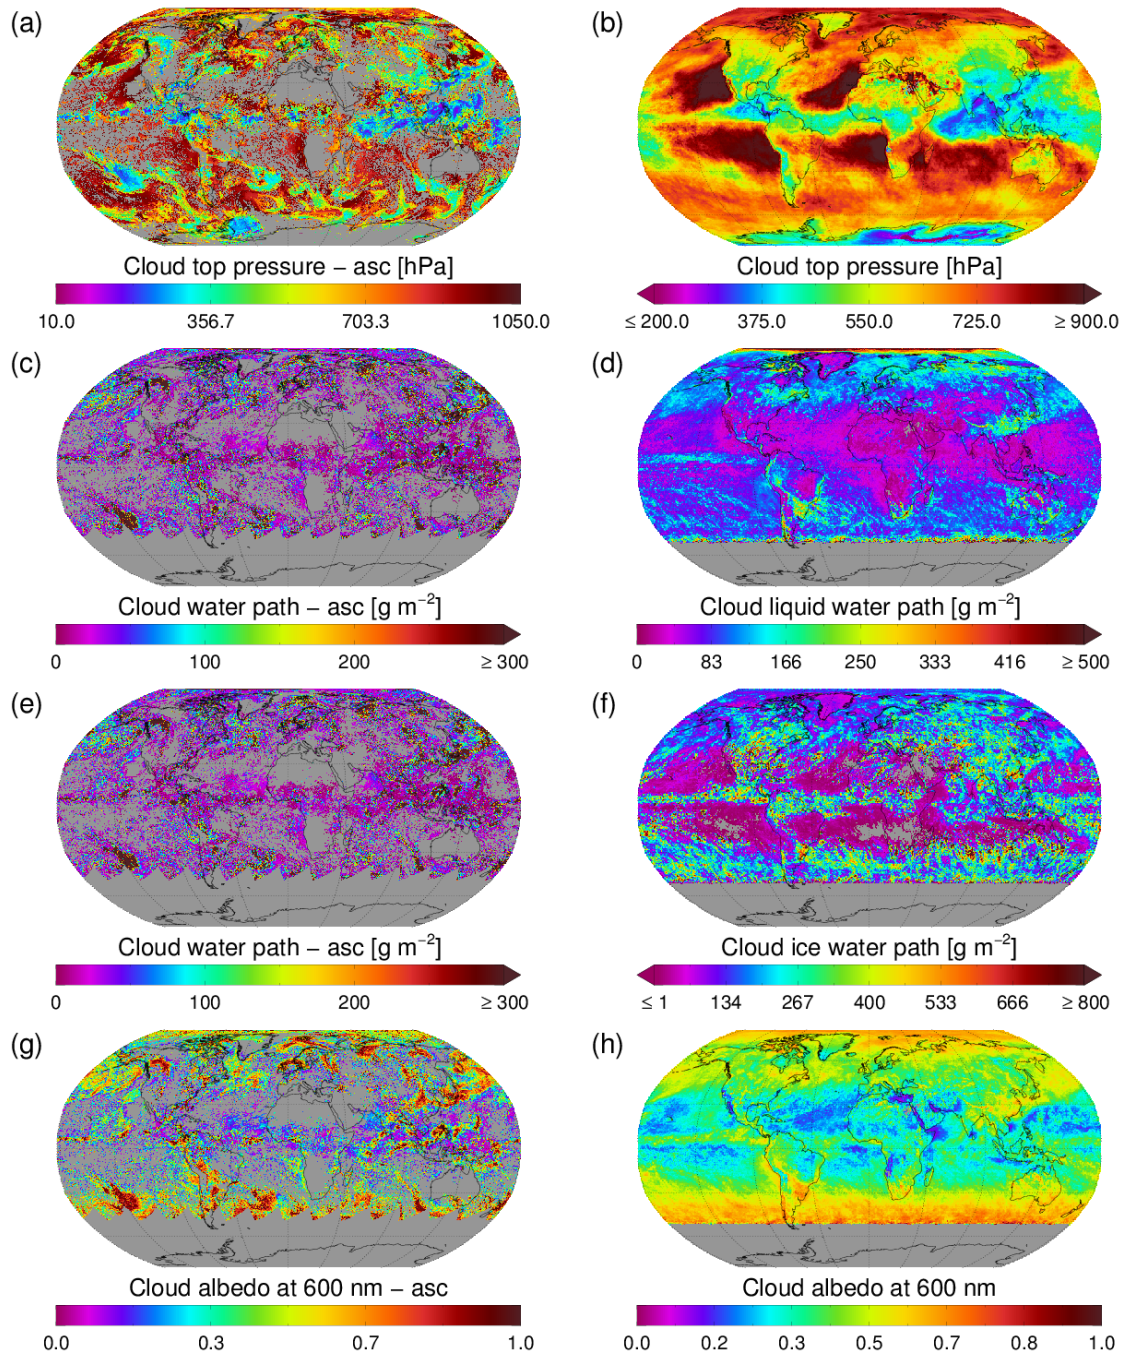 (a)
(b)
Cloud top pressure − asc [hPa]
10.0 356.7 703.3 1050.0
Cloud top pressure [hPa]
≤ 200.0 375.0 550.0 725.0 ≥ 900.0
(c)
(d)
Cloud water path − asc [g m⁻²]
0 100 200 ≥ 300
Cloud liquid water path [g m⁻²]
0 83 166 250 333 416 ≥ 500
(e)
(f)
Cloud water path − asc [g m⁻²]
0 100 200 ≥ 300
Cloud ice water path [g m⁻²]
≤ 1 134 267 400 533 666 ≥ 800
(g)
(h)
Cloud albedo at 600 nm − asc
0.0 0.3 0.7 1.0
Cloud albedo at 600 nm
0.0 0.2 0.3 0.5 0.7 0.8 1.0